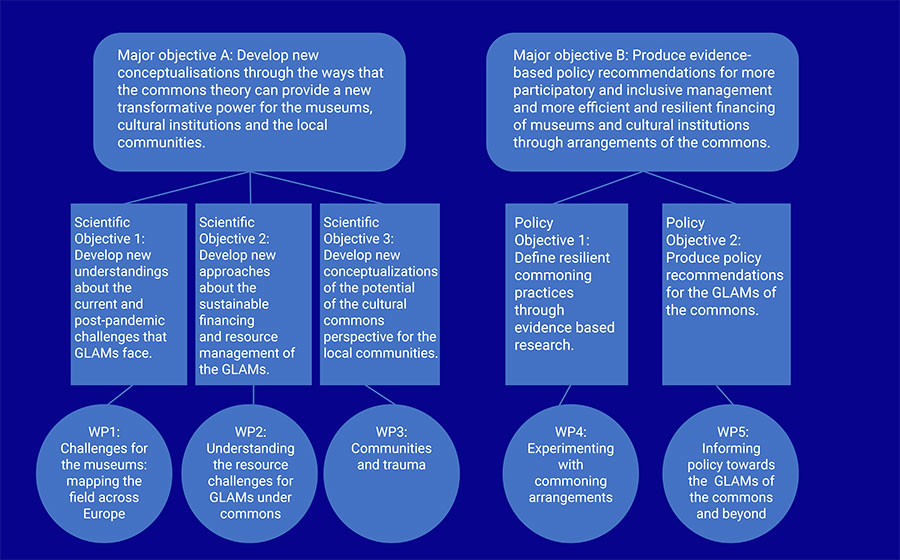 Major objective A: Develop new
conceptualisations through the ways that
the commons theory can provide a new
transformative power for the museums,
cultural institutions and the local
communities.
Major objective B: Produce evidence-
based policy recommendations for more
participatory and inclusive management
and more efficient and resilient financing
of museums and cultural institutions
through arrangements of the commons.
Scientific
Objective 1:
Develop new
understandings
about the
current and
post-pandemic
challenges that
GLAMs face.
Scientific
Objective 2:
Develop new
approaches
about the
sustainable
financing
and resource
management of
the GLAMs.
Scientific
Objective 3:
Develop new
conceptualizations
of the potential
of the cultural
commons
perspective for the
local communities.
Policy
Objective 1:
Define resilient
commoning
practices
through
evidence based
research.
Policy
Objective 2:
Produce policy
recommendations
for the GLAMs of
the commons.
WP1:
Challenges for
the museums:
mapping the
field across
Europe
WP2:
Understanding
the resource
challenges for
GLAMs under
commons
WP3:
Communities
and trauma
WP4:
Experimenting
with
commoning
arrangements
WP5:
Informing
policy towards
the GLAMs of
the commons
and beyond